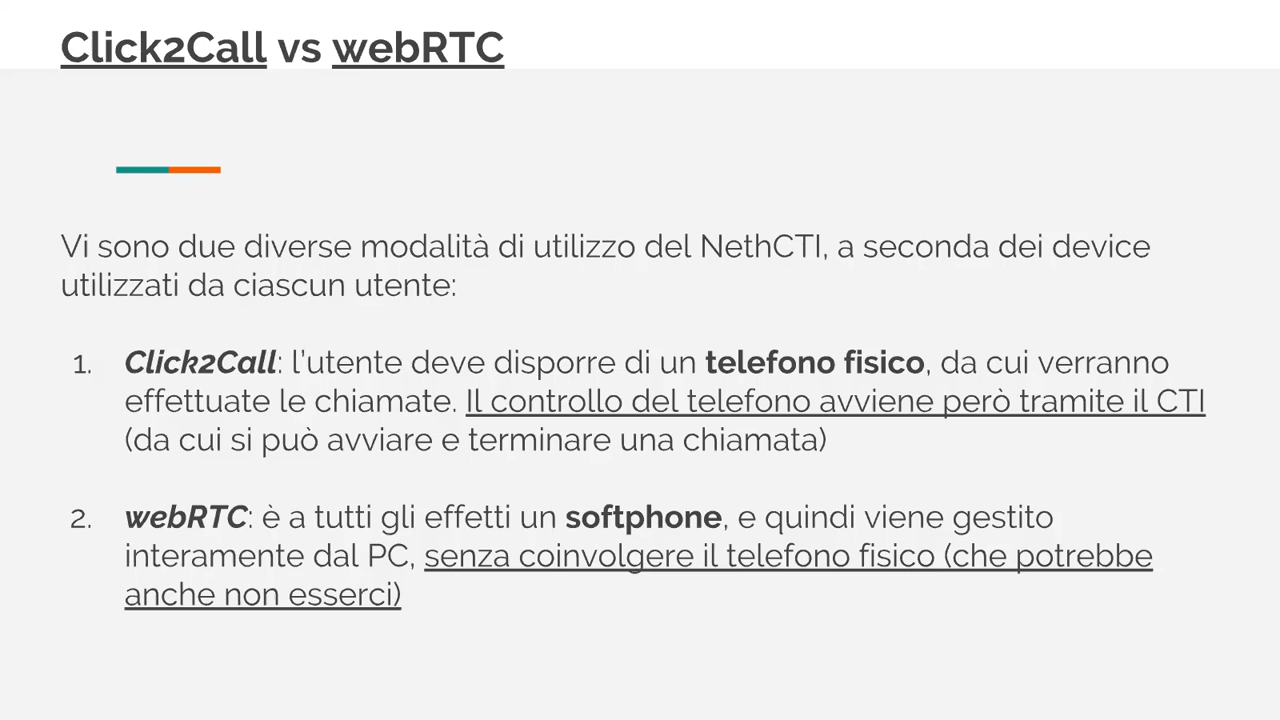 Click2Call vs webRTC
Vi sono due diverse modalità di utilizzo del NethCTI, a seconda dei device
utilizzati da ciascun utente:
1. Click2Call: l’utente deve disporre di un telefono fisico, da cui verranno
effettuate le chiamate. Il controllo del telefono avviene però tramite il CTI
(da cui si può avviare e terminare una chiamata)
2. webRTC: è a tutti gli effetti un softphone, e quindi viene gestito
interamente dal PC, senza coinvolgere il telefono fisico (che potrebbe
anche non esserci)